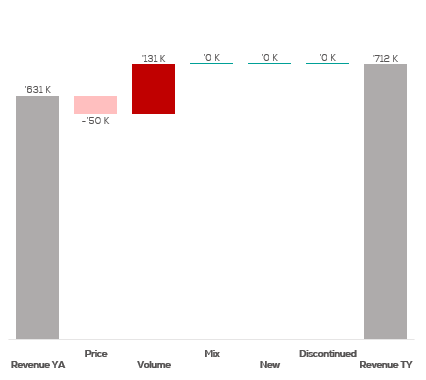 '631 K
-'50 K
'131 K
'0 K
'0 K
'0 K
'712 K
Revenue YA
Price
Volume
Mix
New
Discontinued
Revenue TY